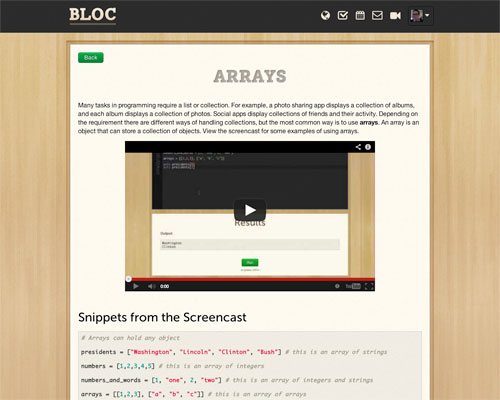 BLOC
Back
ARRAYS
Many tasks in programming require a list or collection. For example, a photo sharing app displays a collection of albums,
and each album displays a collection of photos. Social apps display collections of friends and their activity. Depending on
the requirement there are different ways of handling collections, but the most common way is to use arrays. An array is an
object that can store a collection of objects. View the screencast for some examples of using arrays.
Results
Output:
Washington
Clinton
0:00
YouTube
Snippets from the Screencast
# Arrays can hold any object
presidents = ["Washington", "Lincoln", "Clinton", "Bush"] # this is an array of strings
numbers = [1,2,3,4,5] # this is an array of integers
numbers_and_words = [1, "one", 2, "two"] # this is an array of integers and strings
arrays = [[1,2,3], ["a", "b", "c"]] # this is an array of arrays